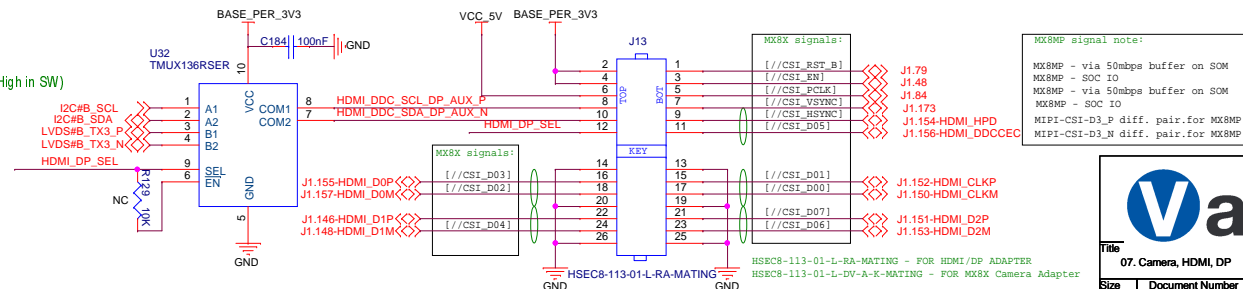 BASE_PER_3V3
C184 100nF
GND
U32
TMUX136RSER
High in SW)
10
VCC
I2C#B_SCL 1 A1
I2C#B_SDA 2 A2
LVDS#B_TX3_P 3 B1
LVDS#B_TX3_N 4 B2
COM1 8 HDMI_DDC_SCL_DP_AUX_P
COM2 7 HDMI_DDC_SDA_DP_AUX_N
HDMI_DP_SEL 9 SEL
6 EN
GND
5
GND
R129 10K
NC
VCC_5V
BASE_PER_3V3
J13
TOP
BOT
KEY
2 1
4 3
6 5
8 7
10 9
12 11
HDMI_DP_SEL
14 13
16 15
18 17
20 19
22 21
24 23
26 25
MX8X signals:
[//CSI_D03]
[//CSI_D02]
[//CSI_D04]
J1.155-HDMI_D0P
J1.157-HDMI_D0M
J1.146-HDMI_D1P
J1.148-HDMI_D1M
MX8X signals:
[//CSI_RST_B] J1.79
[//CSI_EN] J1.48
[//CSI_PCLK] J1.84
[//CSI_VSYNC] J1.173
[//CSI_HSYNC] J1.154-HDMI_HPD
[//CSI_D05] J1.156-HDMI_DDCCEC
[//CSI_D01] J1.152-HDMI_CLKP
[//CSI_D00] J1.150-HDMI_CLKM
[//CSI_D07] J1.151-HDMI_D2P
[//CSI_D06] J1.153-HDMI_D2M
GND
HSEC8-113-01-L-RA-MATING
GND
HSEC8-113-01-L-RA-MATING - FOR HDMI/DP ADAPTER
HSEC8-113-01-L-DV-A-K-MATING - FOR MX8X Camera Adapter
MX8MP signal note:
MX8MP - via 50mbps buffer on SOM
MX8MP - SOC IO
MX8MP - via 50mbps buffer on SOM
MX8MP - SOC IO
MIPI-CSI-D3_P diff. pair.for MX8MP
MIPI-CSI-D3_N diff. pair.for MX8MP
Va
Title
07. Camera, HDMI, DP
Size Document Number